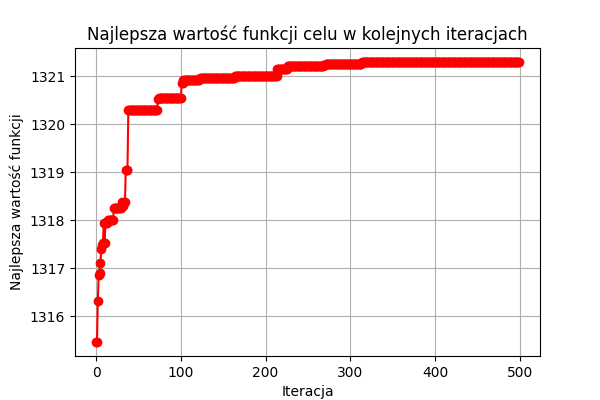 Najlepsza wartość funkcji celu w kolejnych iteracjach
Najlepsza wartość funkcji
1321
1320
1319
1318
1317
1316
0 100 200 300 400 500
Iteracja